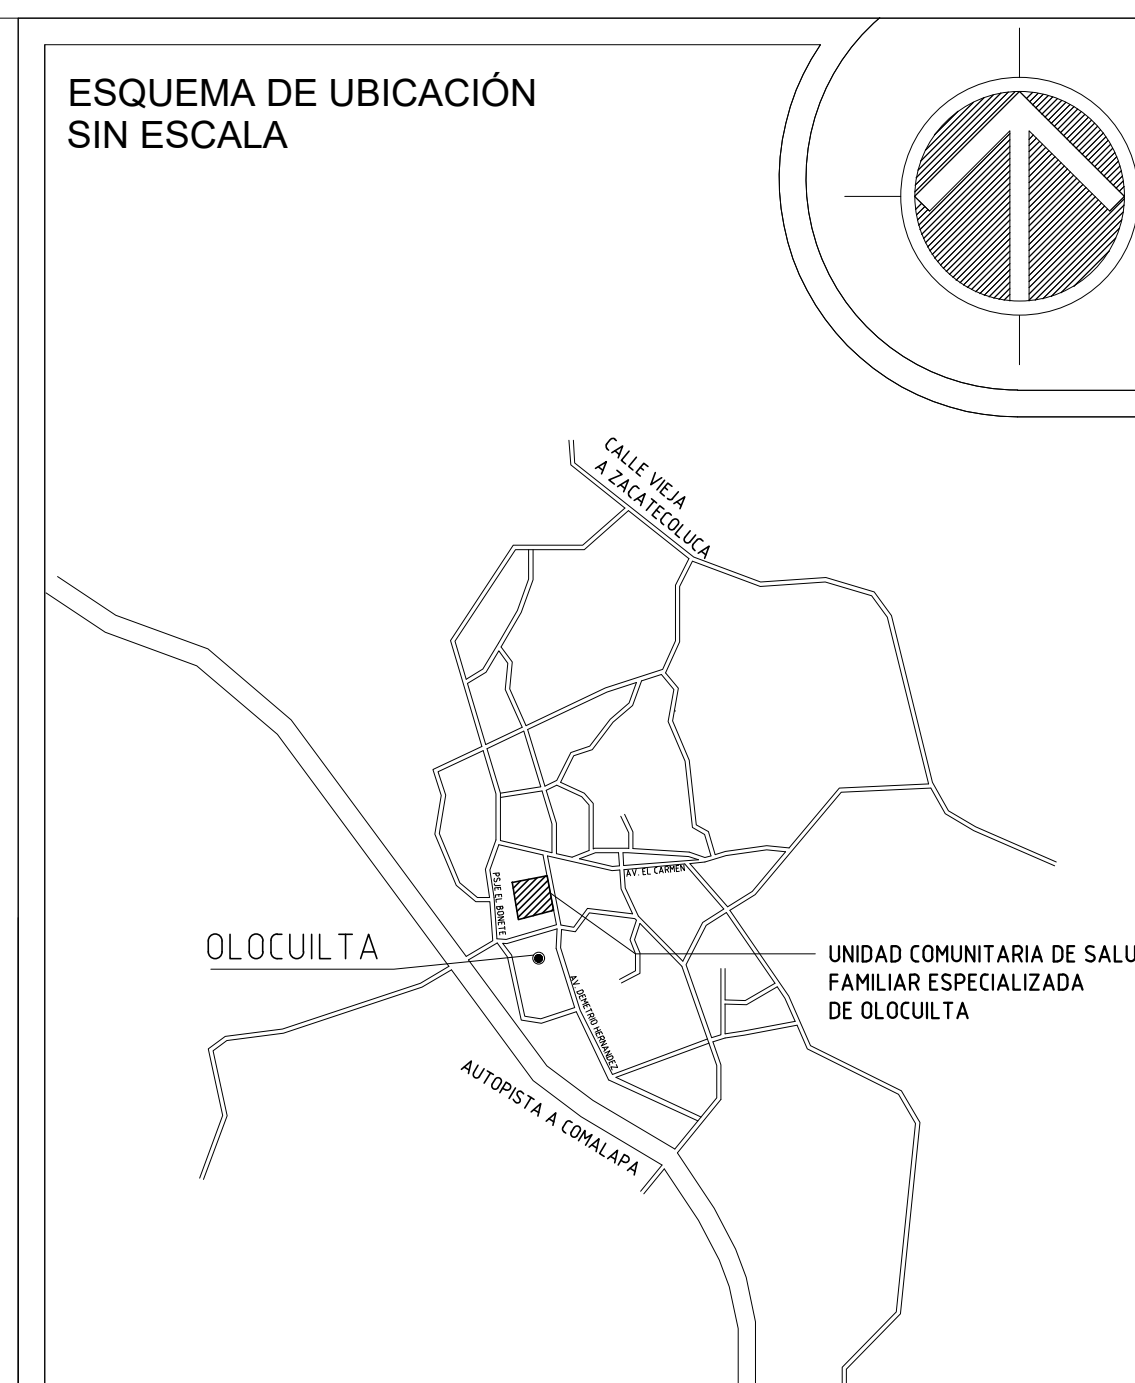 ESQUEMA DE UBICACIÓN
SIN ESCALA
CALLE VIEJA
A ZACATECOLUCA
AV. EL CARMEN
PSJE EL BONETE
OLOCUILTA
UNIDAD COMUNITARIA DE SALU
FAMILIAR ESPECIALIZADA
DE OLOCUILTA
AV. DEMETRIO HERNANDEZ
AUTOPISTA A COMALAPA